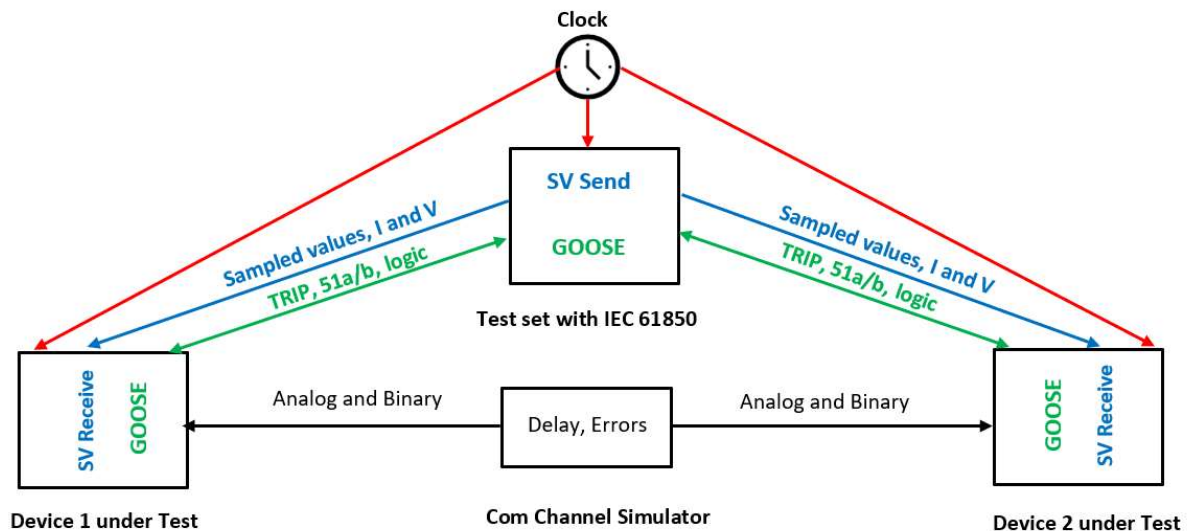 Clock
SV Send
GOOSE
Test set with IEC 61850
Sampled values, I and V
TRIP, 51a/b, logic
Sampled values, I and V
TRIP, 51a/b, logic
SV Receive
GOOSE
Analog and Binary
Delay, Errors
Analog and Binary
GOOSE
SV Receive
Device 1 under Test
Com Channel Simulator
Device 2 under Test